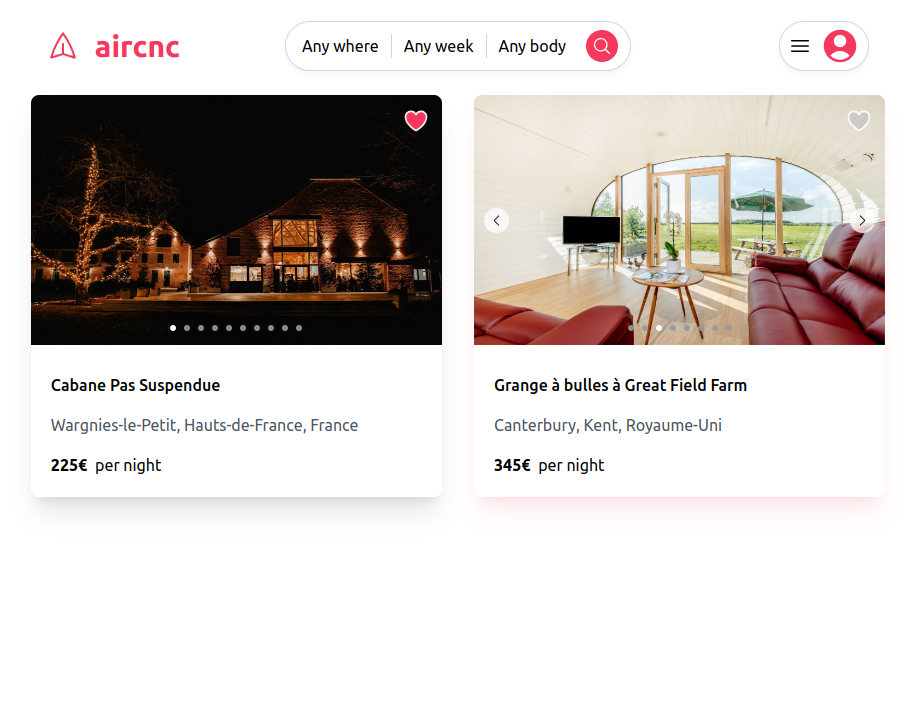 aircnc
Any where Any week Any body
Cabane Pas Suspendue
Wargnies-le-Petit, Hauts-de-France, France
225€ per night
Grange à bulles à Great Field Farm
Canterbury, Kent, Royaume-Uni
345€ per night